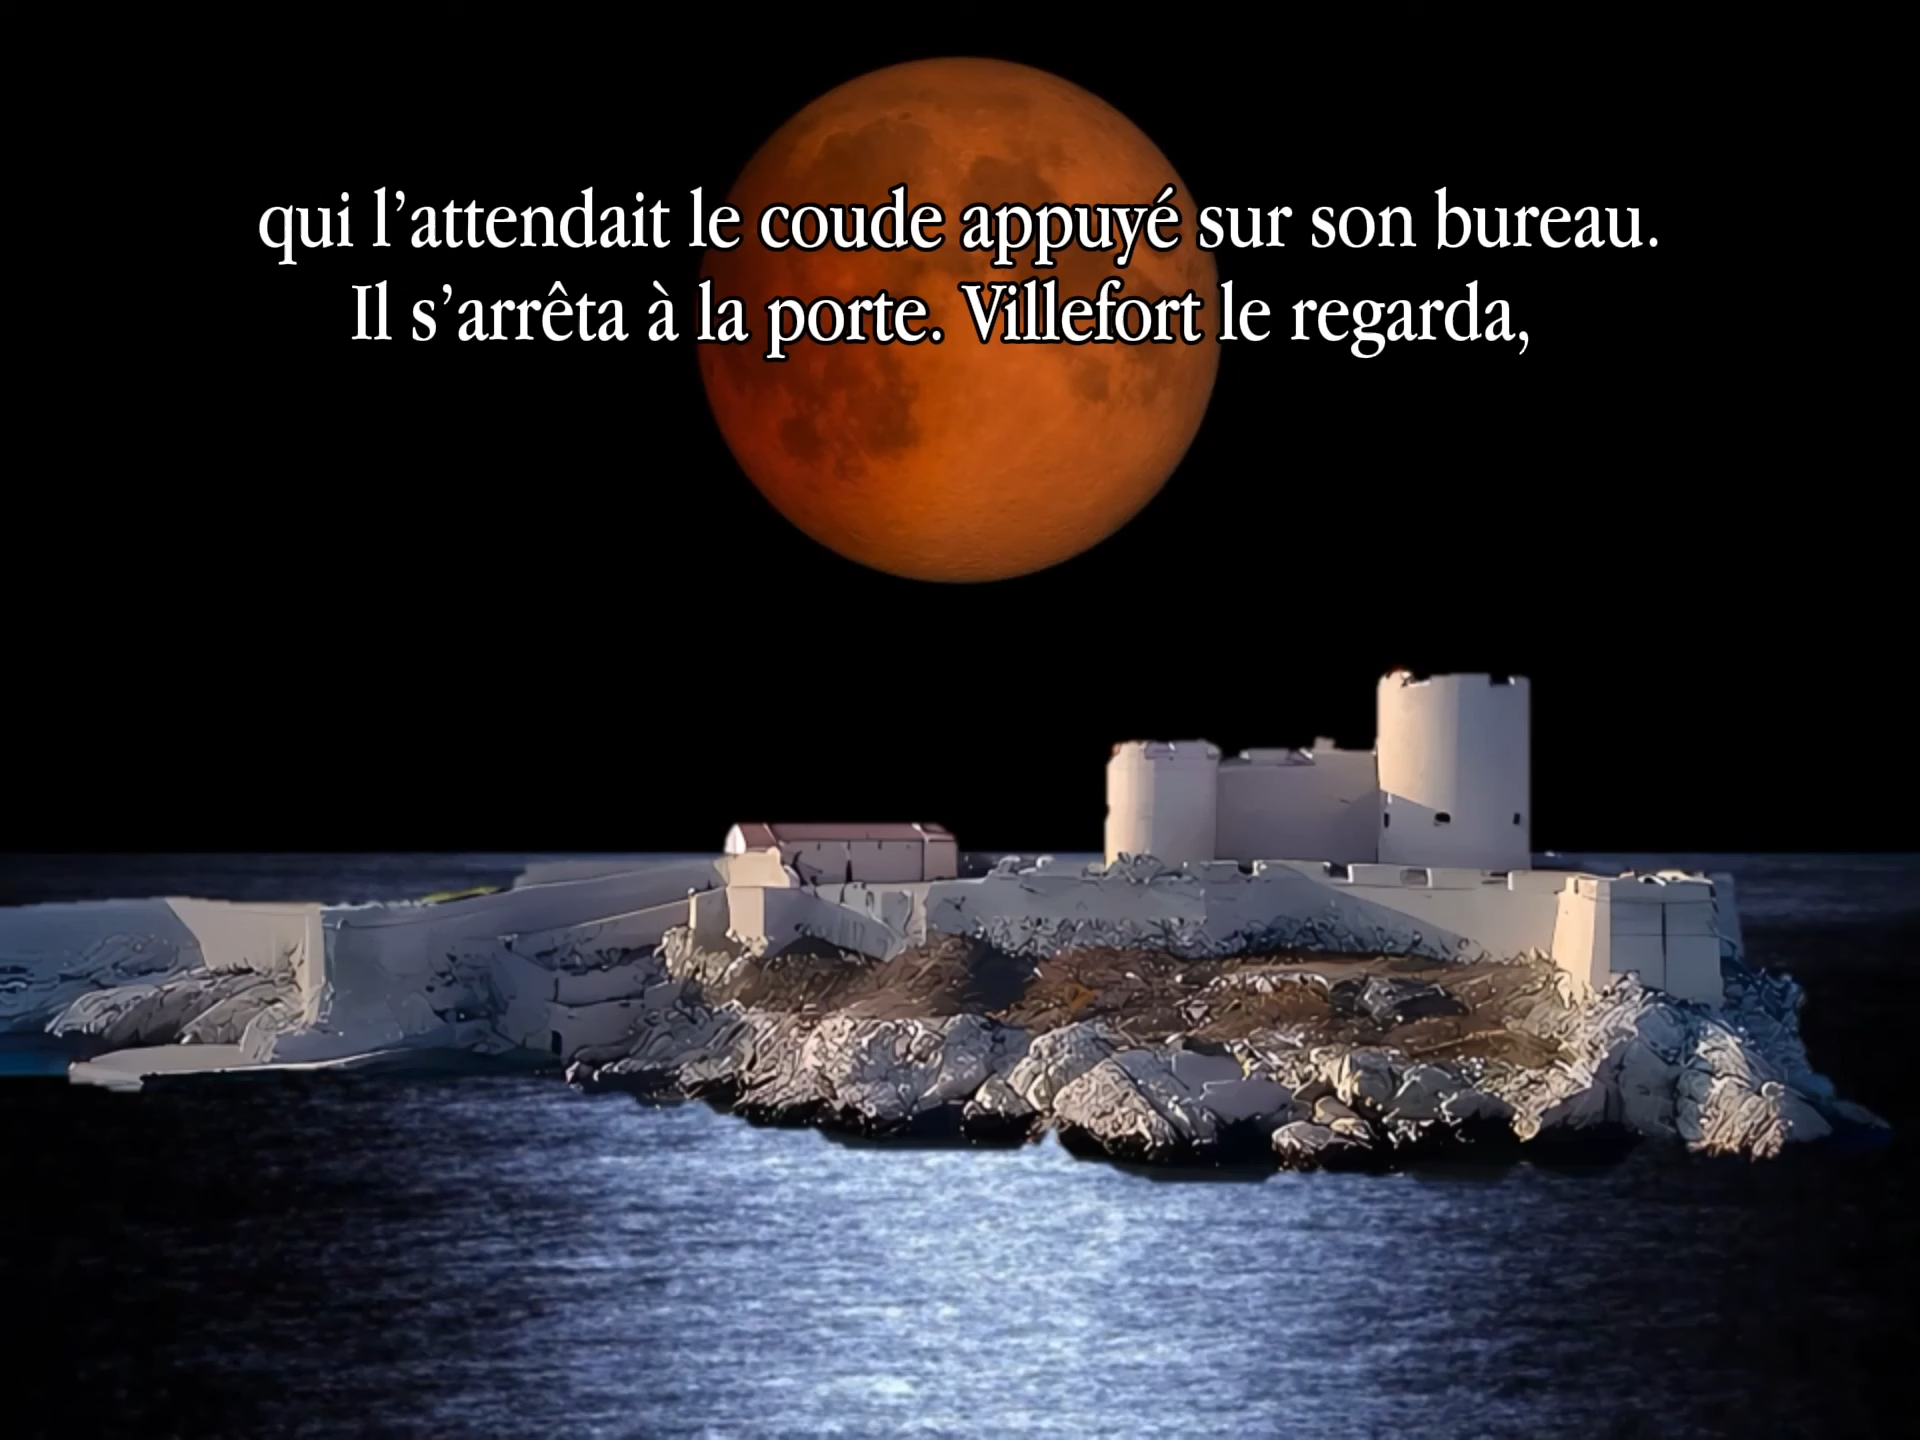 qui l’attendait le coude appuyé sur son bureau.
Il s’arrêta à la porte. Villefort le regarda,